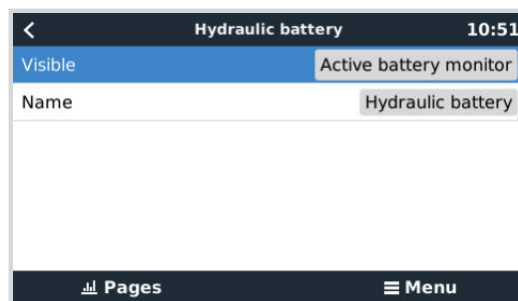 Hydraulic battery 10:51
Visible Active battery monitor
Name Hydraulic battery
Pages Menu